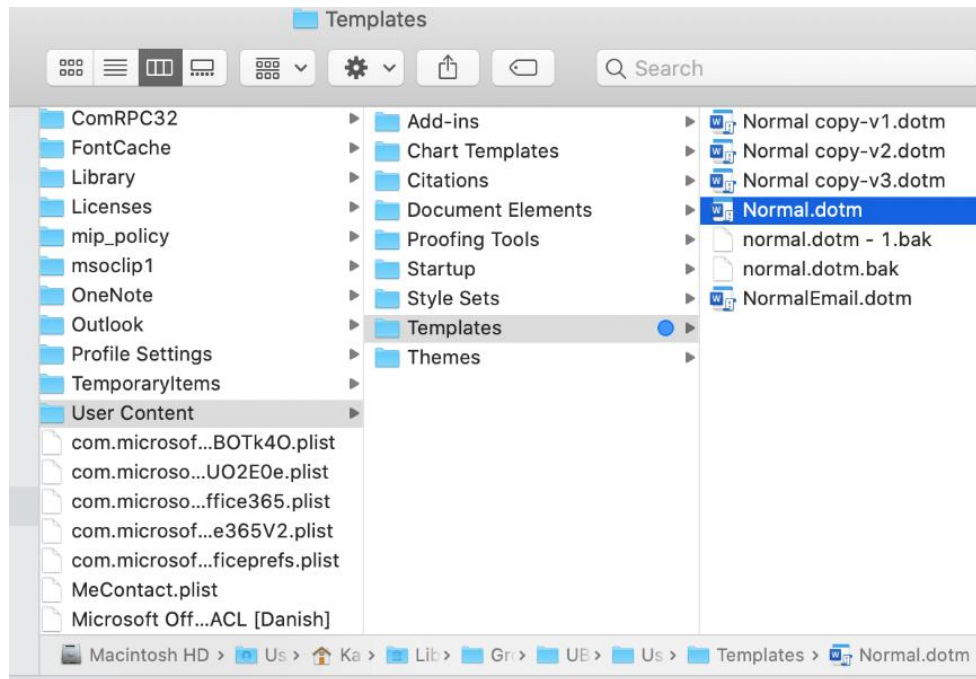 Templates
Search
ComRPC32
FontCache
Library
Licenses
mip_policy
msoclip1
OneNote
Outlook
Profile Settings
TemporaryItems
User Content
com.microsof...BOTk4O.plist
com.microso...UO2E0e.plist
com.microso...ffice365.plist
com.microsof...e365V2.plist
com.microsof...ficeprefs.plist
MeContact.plist
Microsoft Off...ACL [Danish]
Add-ins
Chart Templates
Citations
Document Elements
Proofing Tools
Startup
Style Sets
Templates
Themes
Normal copy-v1.dotm
Normal copy-v2.dotm
Normal copy-v3.dotm
Normal.dotm
normal.dotm - 1.bak
normal.dotm.bak
NormalEmail.dotm
Macintosh HD › Us › Ka › Lib › Gr › UB › Us › Templates › Normal.dotm